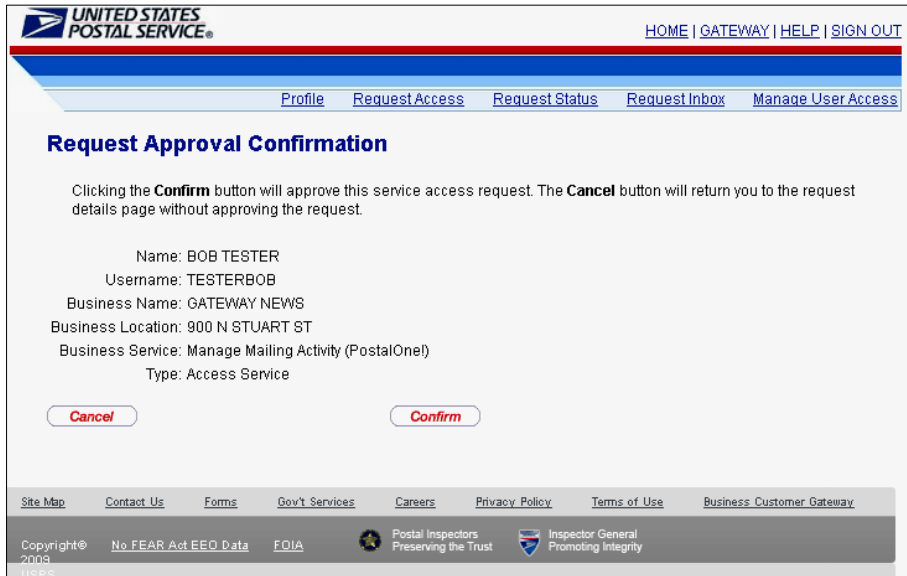 UNITED STATES
POSTAL SERVICE®
HOME | GATEWAY | HELP | SIGN OUT
Profile Request Access Request Status Request Inbox Manage User Access
Request Approval Confirmation
Clicking the Confirm button will approve this service access request. The Cancel button will return you to the request
details page without approving the request.
Name: BOB TESTER
Username: TESTERBOB
Business Name: GATEWAY NEWS
Business Location: 900 N STUART ST
Business Service: Manage Mailing Activity (PostalOne!)
Type: Access Service
Cancel Confirm
Site Map Contact Us Forms Gov't Services Careers Privacy Policy Terms of Use Business Customer Gateway
Postal Inspectors Inspector General
Preserving the Trust Promoting Integrity
Copyright© No FEAR Act EEO Data FOIA
2009
USPS